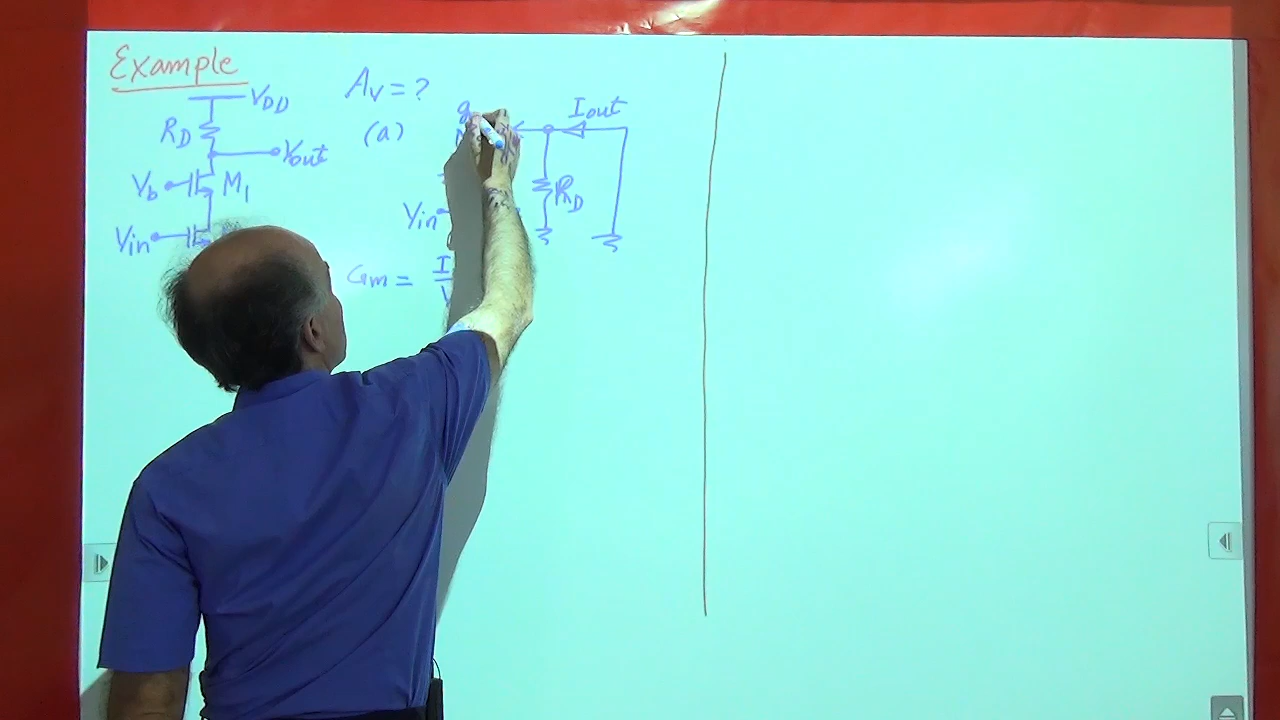 Example
VDD
RD
Vout
Vb
M1
Vin
Av = ?
(a)
Iout
RD
Vin
Gm =